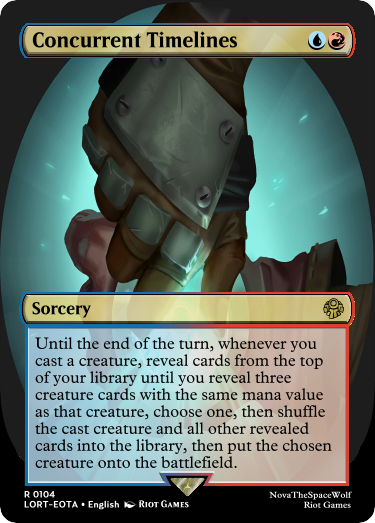 Concurrent Timelines
Sorcery
Until the end of the turn, whenever you
cast a creature, reveal cards from the top
of your library until you reveal three
creature cards with the same mana value
as that creature, choose one, then shuffle
the cast creature and all other revealed
cards into the library, then put the chosen
creature onto the battlefield.
R 0104
NovaTheSpaceWolf
LORT-EOTA • English Riot Games
Riot Games